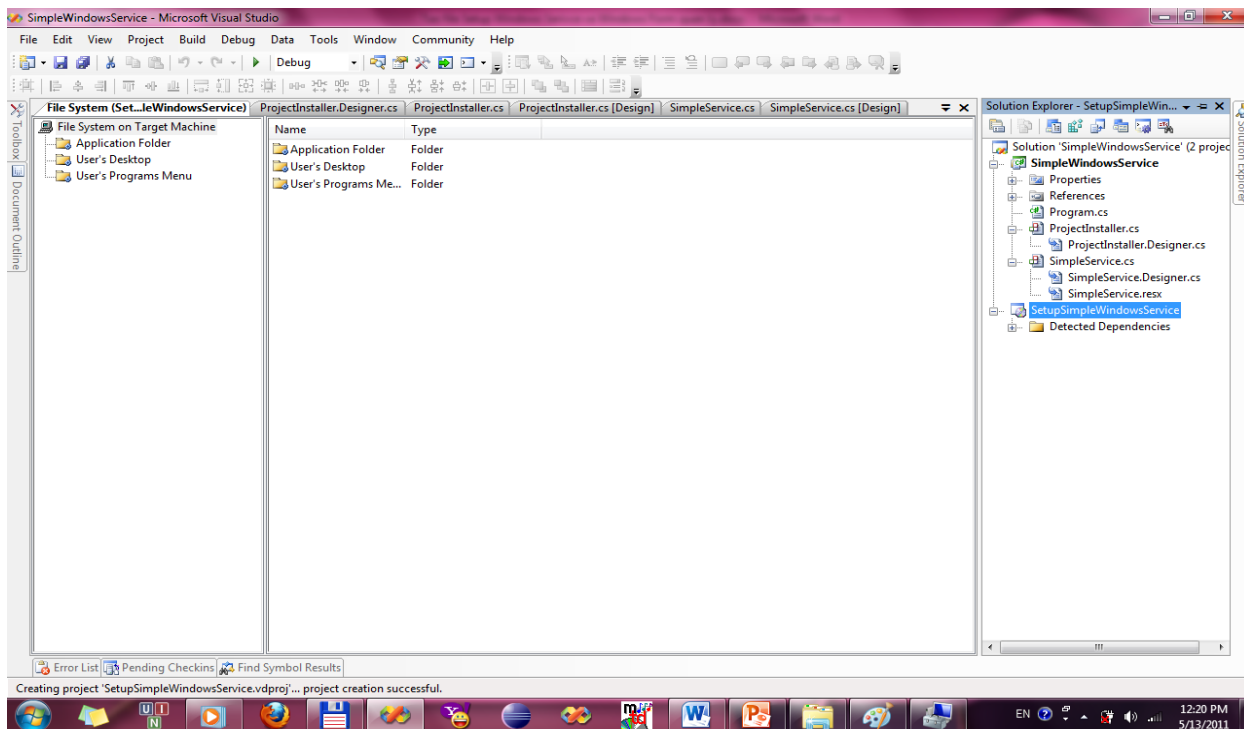 SimpleWindowsService - Microsoft Visual Studio
File Edit View Project Build Debug Data Tools Window Community Help
Debug
File System (Set...leWindowsService) ProjectInstaller.Designer.cs ProjectInstaller.cs ProjectInstaller.cs [Design] SimpleService.cs SimpleService.cs [Design]
Toolbox
Document Outline
File System on Target Machine
Application Folder
User's Desktop
User's Programs Menu
Name Type
Application Folder Folder
User's Desktop Folder
User's Programs Me... Folder
Solution Explorer - SetupSimpleWin...
Solution 'SimpleWindowsService' (2 projec
SimpleWindowsService
Properties
References
Program.cs
ProjectInstaller.cs
ProjectInstaller.Designer.cs
SimpleService.cs
SimpleService.Designer.cs
SimpleService.resx
SetupSimpleWindowsService
Detected Dependencies
Solution Explorer
Error List Pending Checkins Find Symbol Results
Creating project 'SetupSimpleWindowsService.vdproj'... project creation successful.
EN
12:20 PM
5/13/2011